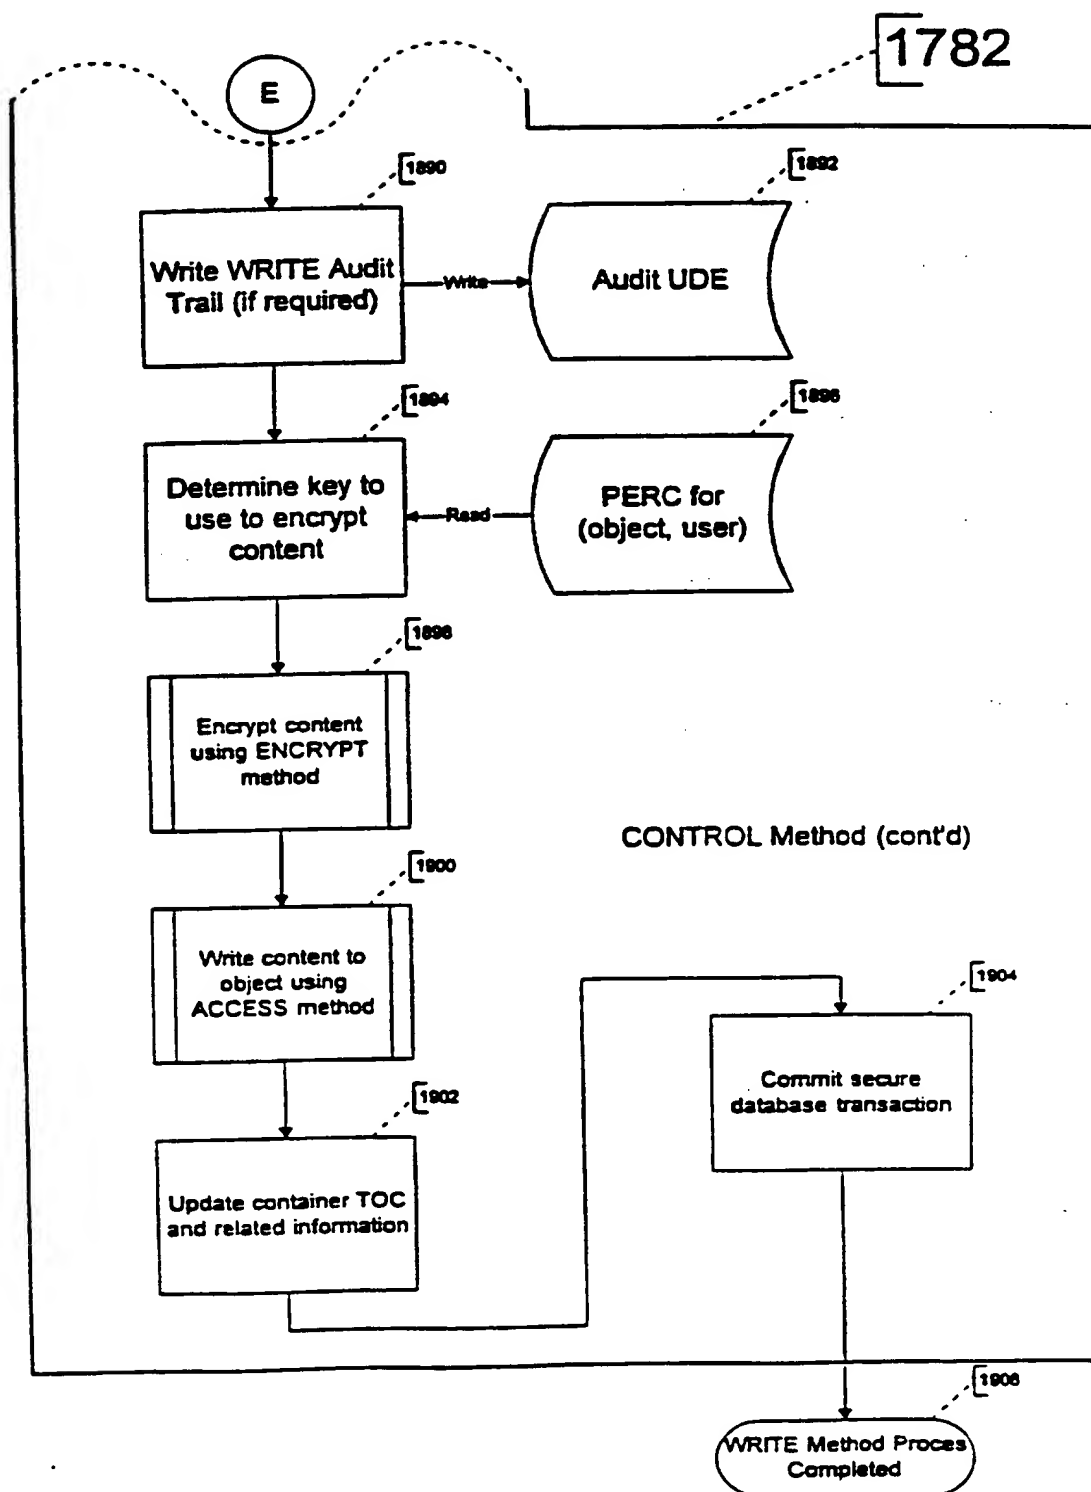 1782
E
1890
1892
Write WRITE Audit
Trail (if required)
Write
Audit UDE
1894
1896
Determine key to
use to encrypt
content
Read
PERC for
(object, user)
1898
Encrypt content
using ENCRYPT
method
CONTROL Method (cont'd)
1900
Write content to
object using
ACCESS method
1904
Commit secure
database transaction
1902
Update container TOC
and related information
1906
WRITE Method Proces
Completed